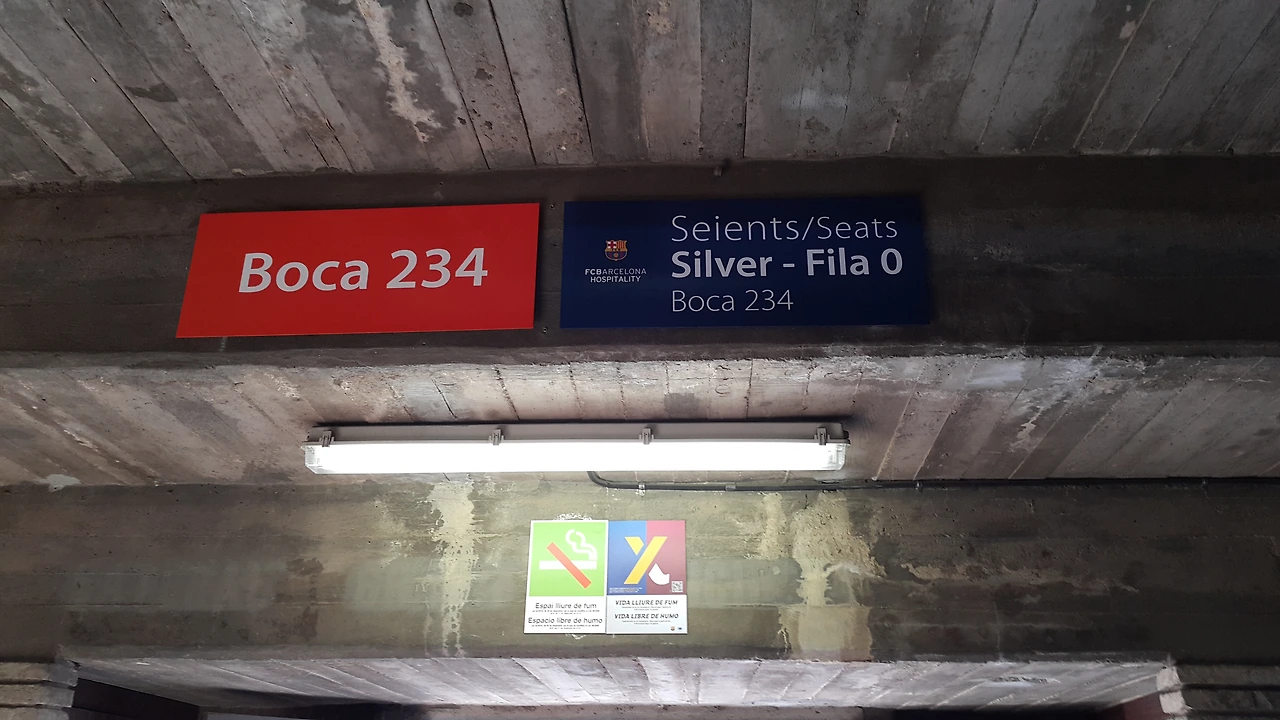 Boca 234
Seients/Seats
Silver - Fila 0
Boca 234
FCBARCELONA
HOSPITALITY
Espai lliure de fum
Espacio libre de humo
VIDA LLIURE DE FUM
VIDA LIBRE DE HUMO